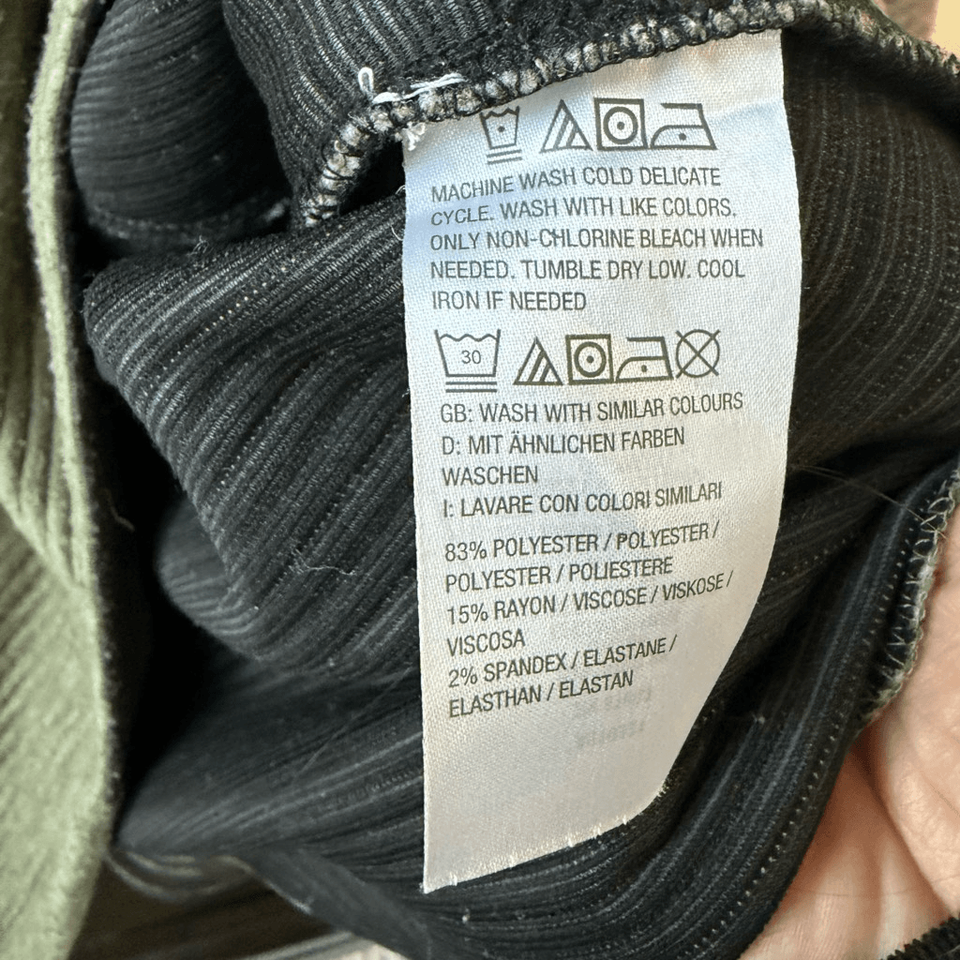 MACHINE WASH COLD DELICATE
CYCLE. WASH WITH LIKE COLORS.
ONLY NON-CHLORINE BLEACH WHEN
NEEDED. TUMBLE DRY LOW. COOL
IRON IF NEEDED
30
GB: WASH WITH SIMILAR COLOURS
D: MIT ÄHNLICHEN FARBEN
WASCHEN
I: LAVARE CON COLORI SIMILARI
83% POLYESTER / POLYESTER /
POLYESTER / POLIESTERE
15% RAYON / VISCOSE / VISKOSE /
VISCOSA
2% SPANDEX / ELASTANE /
ELASTHAN / ELASTAN